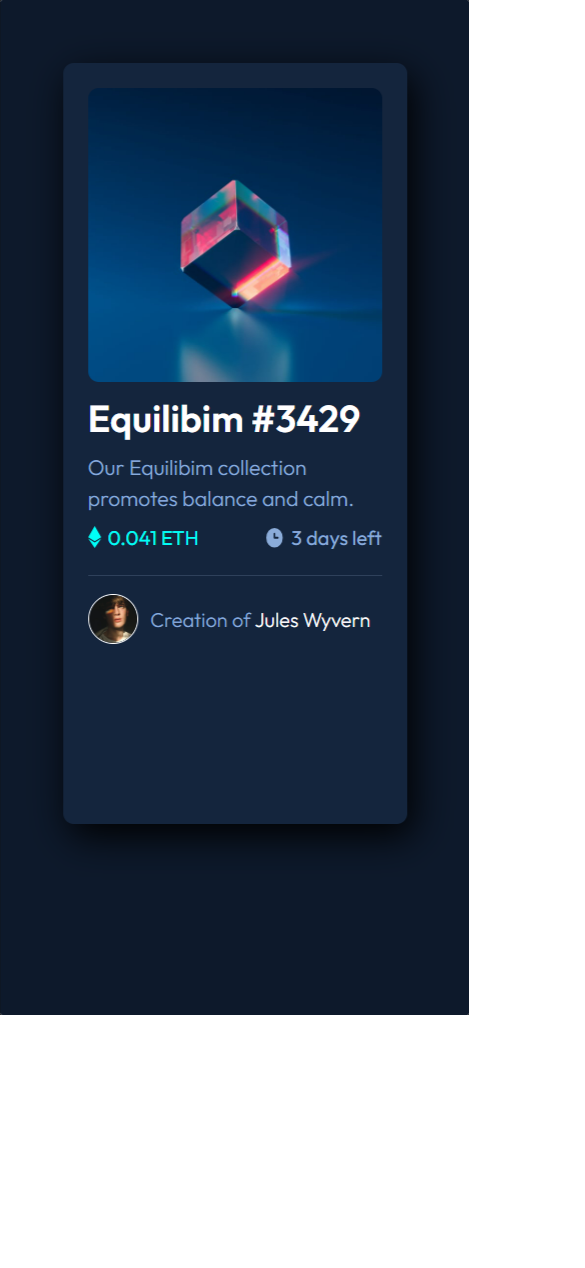 Equilibim #3429
Our Equilibim collection
promotes balance and calm.
0.041 ETH 3 days left
Creation of Jules Wyvern